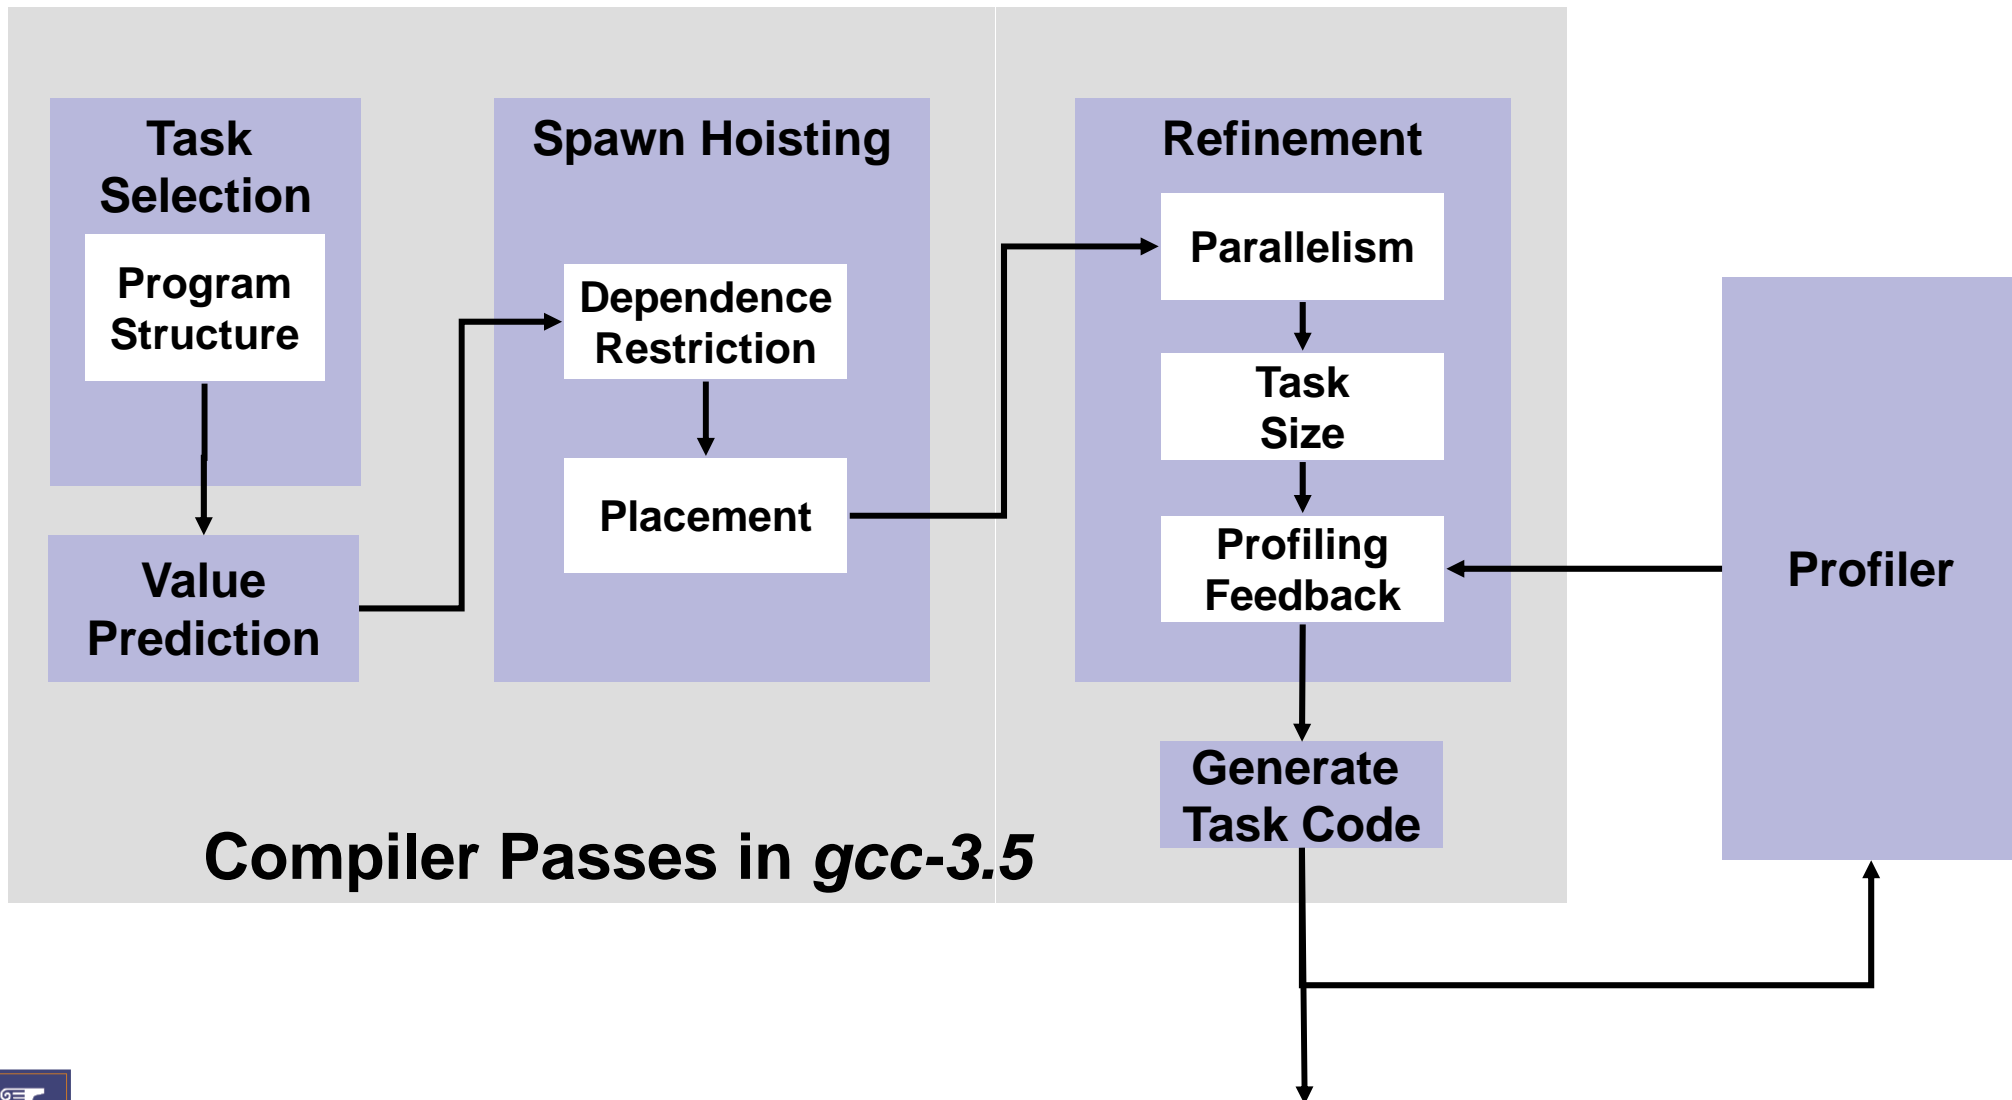 Task
Selection
Program
Structure
Value
Prediction
Spawn Hoisting
Dependence
Restriction
Placement
Refinement
Parallelism
Task
Size
Profiling
Feedback
Generate
Task Code
Profiler
Compiler Passes in gcc-3.5